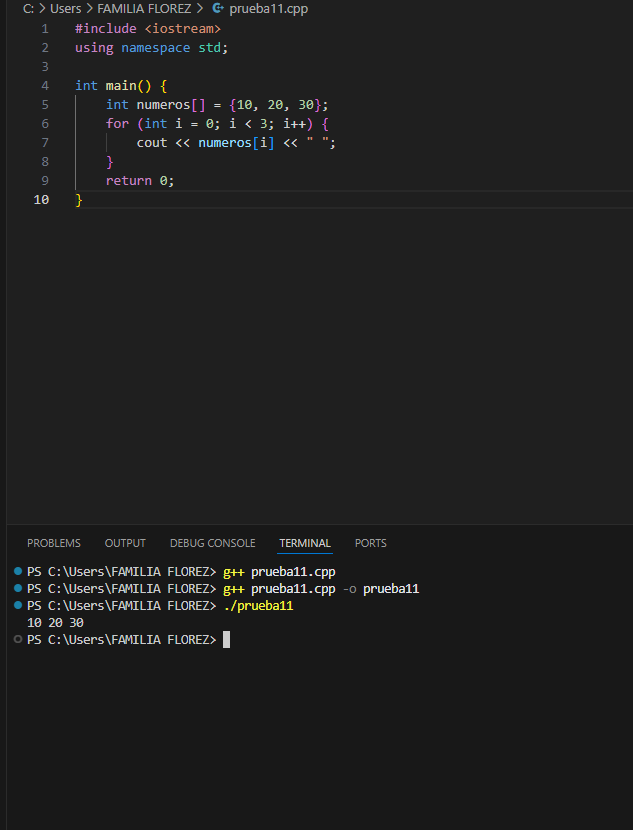 C: > Users > FAMILIA FLOREZ > prueba11.cpp
1 #include <iostream>
2 using namespace std;
3
4 int main() {
5     int numeros[] = {10, 20, 30};
6     for (int i = 0; i < 3; i++) {
7         cout << numeros[i] << " ";
8     }
9     return 0;
10 }
PROBLEMS OUTPUT DEBUG CONSOLE TERMINAL PORTS
PS C:\Users\FAMILIA FLOREZ> g++ prueba11.cpp
PS C:\Users\FAMILIA FLOREZ> g++ prueba11.cpp -o prueba11
PS C:\Users\FAMILIA FLOREZ> ./prueba11
10 20 30
PS C:\Users\FAMILIA FLOREZ>